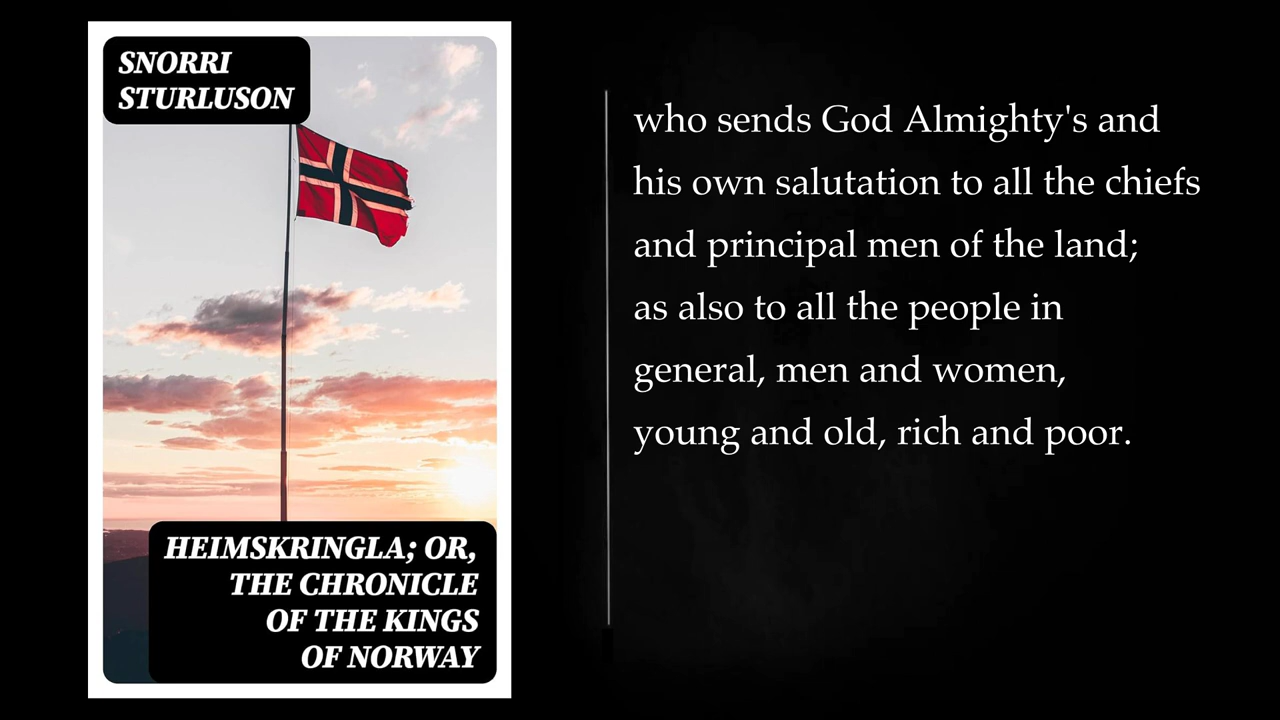 SNORRI
STURLUSON
HEIMSKRINGLA; OR,
THE CHRONICLE
OF THE KINGS
OF NORWAY
who sends God Almighty's and
his own salutation to all the chiefs
and principal men of the land;
as also to all the people in
general, men and women,
young and old, rich and poor.